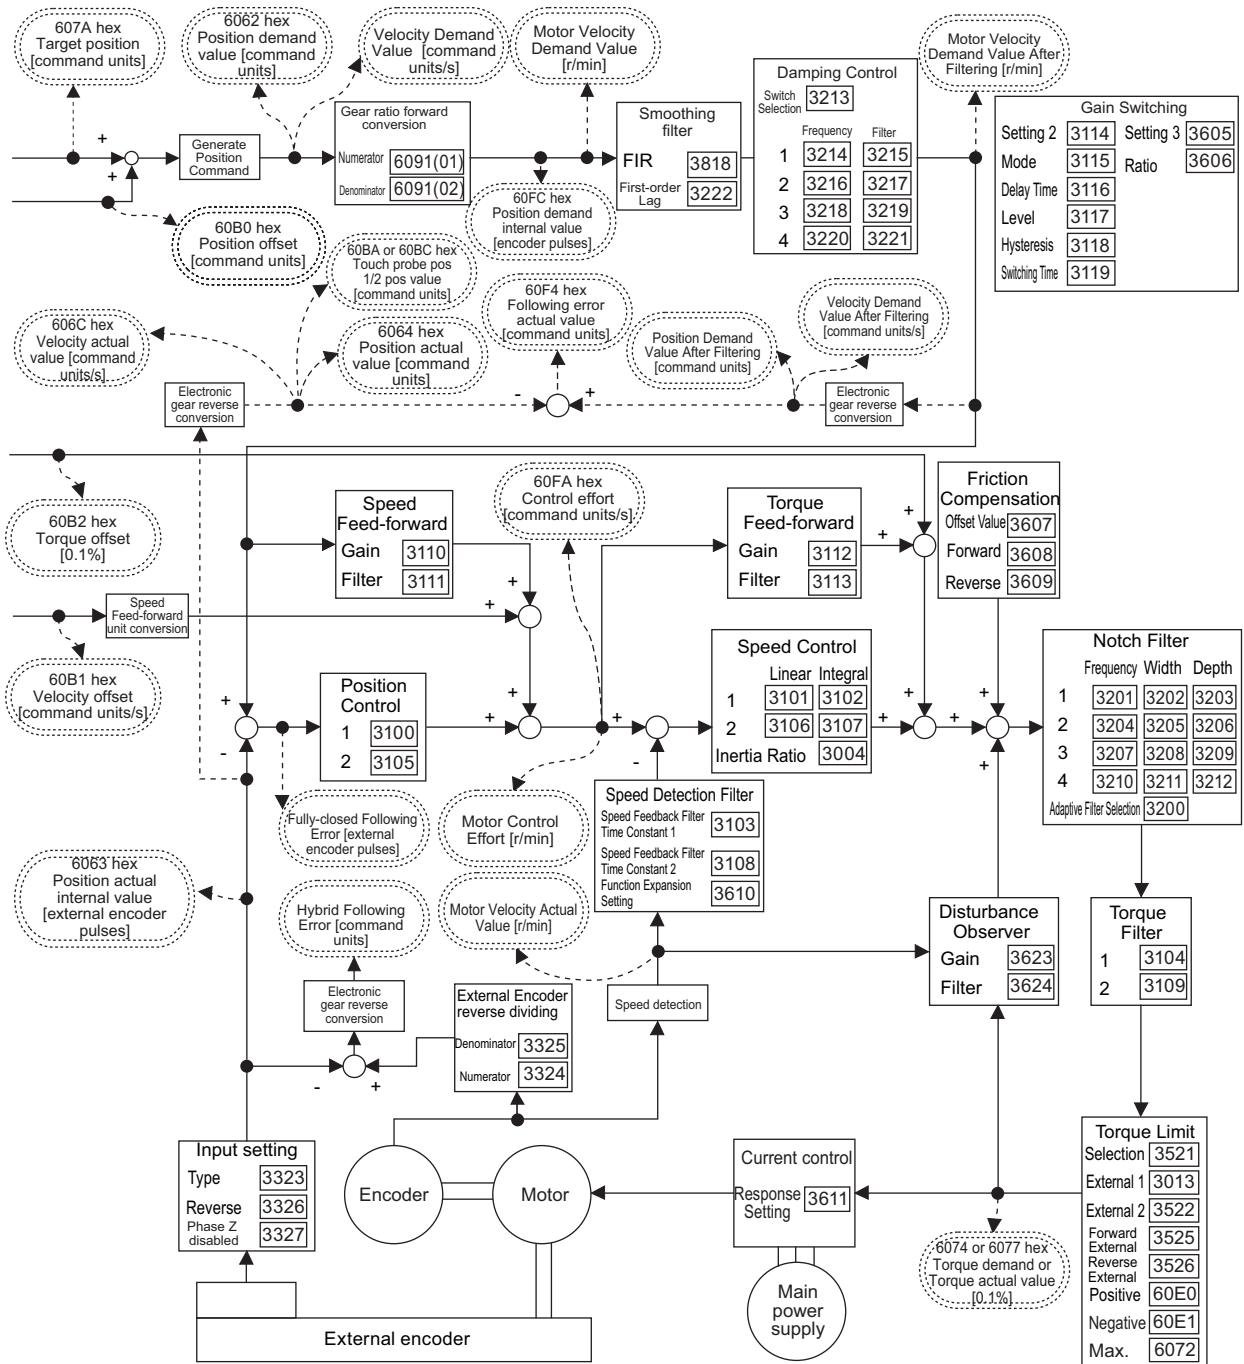 607A hex
Target position
[command units]
6062 hex
Position demand
value [command
units]
Velocity Demand
Value [command
units/s]
Motor Velocity
Demand Value
[r/min]
Motor Velocity
Demand Value After
Filtering [r/min]
+
+
Generate
Position
Command
Gear ratio forward
conversion
Numerator 6091(01)
Denominator 6091(02)
Smoothing
filter
FIR 3818
First-order
Lag 3222
Damping Control
Switch
Selection 3213
Frequency Filter
1 3214 3215
2 3216 3217
3 3218 3219
4 3220 3221
Gain Switching
Setting 2 3114 Setting 3 3605
Mode 3115 Ratio 3606
Delay Time 3116
Level 3117
Hysteresis 3118
Switching Time 3119
60B0 hex
Position offset
[command units]
60FC hex
Position demand
internal value
[encoder pulses]
60BA or 60BC hex
Touch probe pos
1/2 pos value
[command units]
606C hex
Velocity actual
value [command
units/s]
6064 hex
Position actual
value [command
units]
60F4 hex
Following error
actual value
[command units]
Position Demand
Value After Filtering
[command units]
Velocity Demand
Value After Filtering
[command units/s]
Electronic
gear reverse
conversion
-
+
Electronic
gear reverse
conversion
60B2 hex
Torque offset
[0.1%]
Speed
Feed-forward
Gain 3110
Filter 3111
60FA hex
Control effort
[command units/s]
Torque
Feed-forward
Gain 3112
Filter 3113
+
+
Friction
Compensation
Offset Value 3607
Forward 3608
Reverse 3609
Speed
Feed-forward
unit conversion
+
+
60B1 hex
Velocity offset
[command units/s]
+
-
Position
Control
1 3100
2 3105
+
+
+
-
Speed Control
Linear Integral
1 3101 3102
2 3106 3107
Inertia Ratio 3004
+
+
+
+
+
Notch Filter
Frequency Width Depth
1 3201 3202 3203
2 3204 3205 3206
3 3207 3208 3209
4 3210 3211 3212
Adaptive Filter Selection 3200
Fully-closed Following
Error [external
encoder pulses]
Motor Control
Effort [r/min]
Speed Detection Filter
Speed Feedback Filter
Time Constant 1 3103
Speed Feedback Filter
Time Constant 2 3108
Function Expansion
Setting 3610
6063 hex
Position actual
internal value
[external encoder
pulses]
Hybrid Following
Error [command
units]
Motor Velocity Actual
Value [r/min]
Disturbance
Observer
Gain 3623
Filter 3624
Torque
Filter
1 3104
2 3109
Electronic
gear reverse
conversion
External Encoder
reverse dividing
Denominator 3325
Numerator 3324
Speed detection
-
+
Input setting
Type 3323
Reverse 3326
Phase Z
disabled 3327
Encoder
Motor
Current control
Response
Setting 3611
Main
power
supply
6074 or 6077 hex
Torque demand or
Torque actual value
[0.1%]
Torque Limit
Selection 3521
External 1 3013
External 2 3522
Forward
External 3525
Reverse
External 3526
Positive 60E0
Negative 60E1
Max. 6072
External encoder